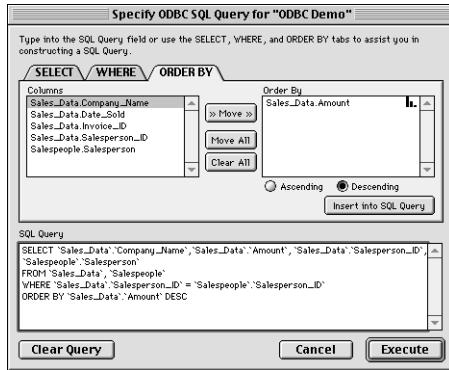 Specify ODBC SQL Query for "ODBC Demo"
Type into the SQL Query field or use the SELECT, WHERE, and ORDER BY tabs to assist you in
constructing a SQL Query.
SELECT WHERE ORDER BY
Columns
Sales_Data.Company_Name
Sales_Data.Date_Sold
Sales_Data.Invoice_ID
Sales_Data.Salesperson_ID
Salespeople.Salesperson
» Move »
Move All
Clear All
Order By
Sales_Data.Amount
Ascending Descending
Insert into SQL Query
SQL Query
SELECT `Sales_Data`.`Company_Name`, `Sales_Data`.`Amount`, `Sales_Data`.`Salesperson_ID`,
`Salespeople`.`Salesperson`
FROM `Sales_Data`, `Salespeople`
WHERE `Sales_Data`.`Salesperson_ID` = `Salespeople`.`Salesperson_ID`
ORDER BY `Sales_Data`.`Amount` DESC
Clear Query Cancel Execute